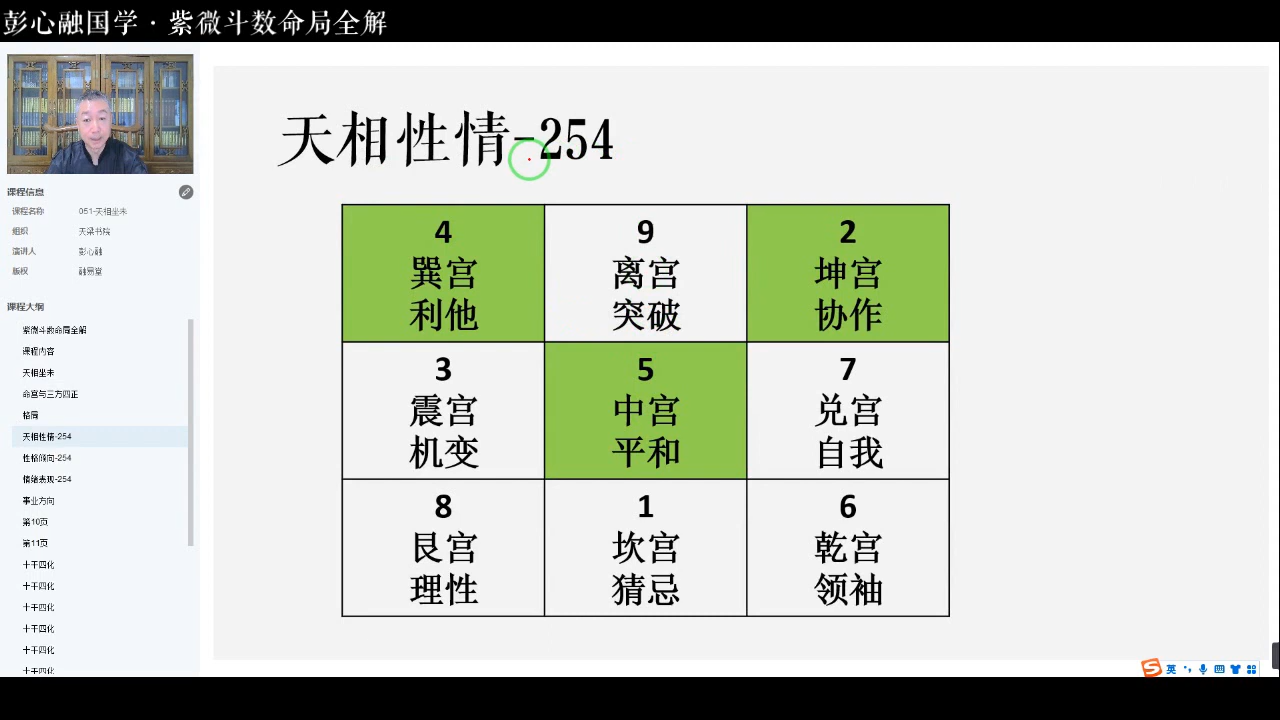 彭心融国学·紫微斗数命局全解
课程信息
课程名称 051-天相坐未
组织 天梁书院
演讲人 彭心融
版权 融易堂
课程大纲
紫微斗数命局全解
课程内容
天相坐未
命宫与三方四正
格局
天相性情-254
性格倾向-254
情绪表现-254
事业方向
第10页
第11页
十干四化
十干四化
十干四化
十干四化
十干四化
十干四化
天相性情-254
4 9 2
巽宫 离宫 坤宫
利他 突破 协作
3 5 7
震宫 中宫 兑宫
机变 平和 自我
8 1 6
艮宫 坎宫 乾宫
理性 猜忌 领袖
英